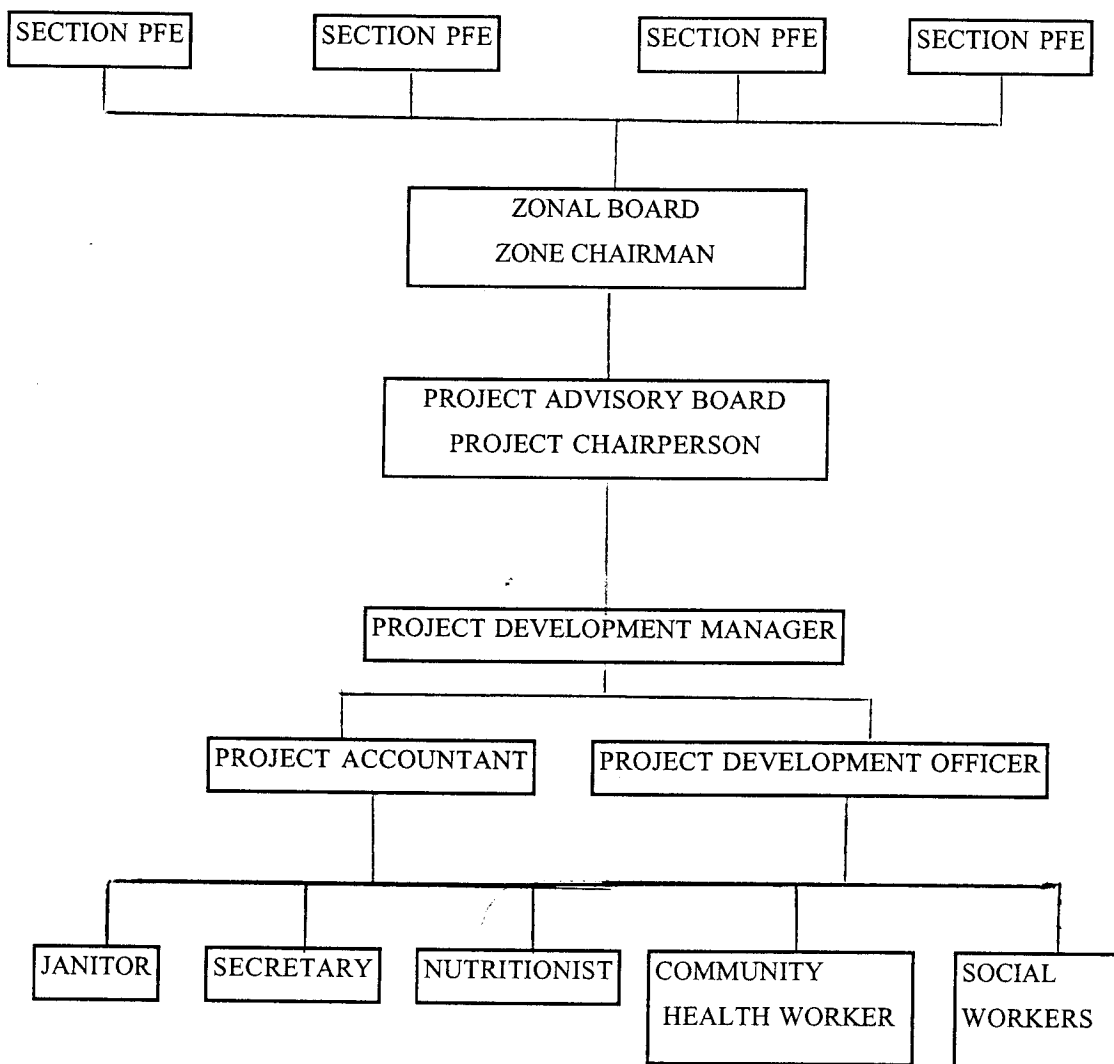 SECTION PFE
SECTION PFE
SECTION PFE
SECTION PFE
ZONAL BOARD
ZONE CHAIRMAN
PROJECT ADVISORY BOARD
PROJECT CHAIRPERSON
PROJECT DEVELOPMENT MANAGER
PROJECT ACCOUNTANT
PROJECT DEVELOPMENT OFFICER
JANITOR
SECRETARY
NUTRITIONIST
COMMUNITY
HEALTH WORKER
SOCIAL
WORKERS